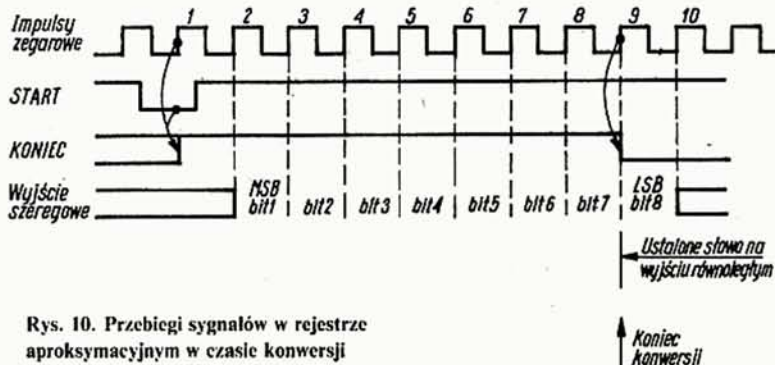 1 2 3 4 5 6 7 8 9 10
Impulsy
zegarowe
START
KONIEC
Wyjście
szeregowe
MSB
bit1
bit2
bit3
bit4
bit5
bit6
bit7
LSB
bit8
Ustalone słowo na
wyjściu równoległym
Koniec
konwersji
Rys. 10. Przebiegi sygnałów w rejestrze
aproksymacyjnym w czasie konwersji